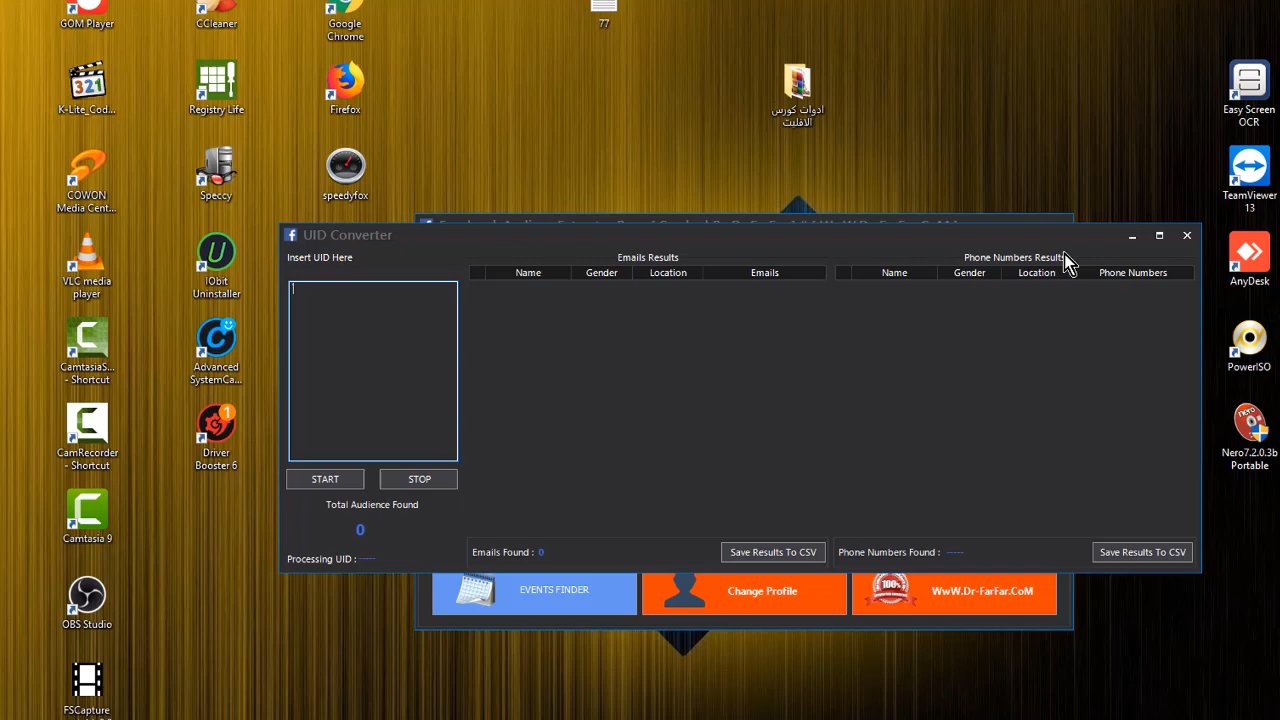 GOM Player
CCleaner
Google
Chrome
77
K-Lite_Cod...
Registry Life
Firefox
ادوات كورس
الافليت
Easy Screen
OCR
COWON
Media Cent...
Speccy
speedyfox
TeamViewer
13
VLC media
player
IObit
Uninstaller
AnyDesk
CamtasiaS...
- Shortcut
Advanced
SystemCa...
PowerISO
CamRecorder
- Shortcut
1
Driver
Booster 6
nero
Nero7.2.0.3b
Portable
Camtasia 9
OBS Studio
FSCapture
321
UID Converter
Insert UID Here
Emails Results
Phone Numbers Results
Name Gender Location Emails
Name Gender Location Phone Numbers
START STOP
Total Audience Found
0
Processing UID : -----
Emails Found : 0
Save Results To CSV
Phone Numbers Found : -----
Save Results To CSV
EVENTS FINDER
Change Profile
100%
WwW.Dr-FarFar.CoM